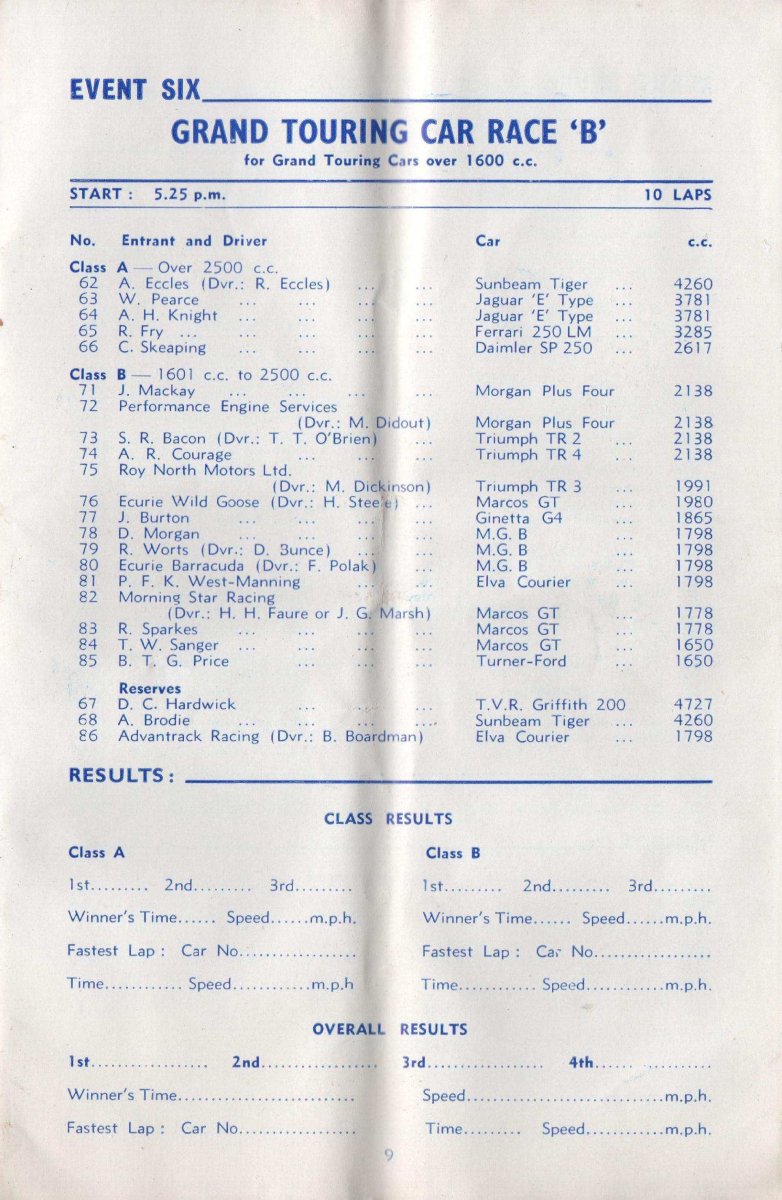 EVENT SIX
GRAND TOURING CAR RACE 'B'
for Grand Touring Cars over 1600 c.c.
START : 5.25 p.m. 10 LAPS
No. Entrant and Driver Car c.c.
Class A — Over 2500 c.c.
62 A. Eccles (Dvr.: R. Eccles) ... ... Sunbeam Tiger ... 4260
63 W. Pearce ... ... ... ... Jaguar 'E' Type ... 3781
64 A. H. Knight ... ... ... ... Jaguar 'E' Type ... 3781
65 R. Fry ... ... ... ... ... Ferrari 250 LM ... 3285
66 C. Skeaping ... ... ... ... Daimler SP 250 ... 2617
Class B — 1601 c.c. to 2500 c.c.
71 J. Mackay ... ... ... ... Morgan Plus Four 2138
72 Performance Engine Services
(Dvr.: M. Didout) Morgan Plus Four 2138
73 S. R. Bacon (Dvr.: T. T. O'Brien) ... Triumph TR 2 ... 2138
74 A. R. Courage ... ... ... Triumph TR 4 ... 2138
75 Roy North Motors Ltd.
(Dvr.: M. Dickinson) Triumph TR 3 ... 1991
76 Ecurie Wild Goose (Dvr.: H. Steele) ... Marcos GT ... 1980
77 J. Burton ... ... ... ... Ginetta G4 ... 1865
78 D. Morgan ... ... ... ... M.G. B ... 1798
79 R. Worts (Dvr.: D. Bunce) ... ... M.G. B ... 1798
80 Ecurie Barracuda (Dvr.: F. Polak) ... M.G. B ... 1798
81 P. F. K. West-Manning ... ... Elva Courier ... 1798
82 Morning Star Racing
(Dvr.: H. H. Faure or J. G. Marsh) Marcos GT ... 1778
83 R. Sparkes ... ... ... ... Marcos GT ... 1778
84 T. W. Sanger ... ... ... ... Marcos GT ... 1650
85 B. T. G. Price ... ... ... Turner-Ford ... 1650
Reserves
67 D. C. Hardwick ... ... ... T.V.R. Griffith 200 4727
68 A. Brodie ... ... ... .... Sunbeam Tiger ... 4260
86 Advantrack Racing (Dvr.: B. Boardman) Elva Courier ... 1798
RESULTS :
CLASS RESULTS
Class A Class B
1st......... 2nd......... 3rd......... 1st......... 2nd......... 3rd.........
Winner's Time...... Speed......m.p.h. Winner's Time...... Speed......m.p.h.
Fastest Lap : Car No.................. Fastest Lap : Car No..................
Time............ Speed............m.p.h Time............ Speed............m.p.h.
OVERALL RESULTS
1st.................. 2nd.................. 3rd.................. 4th..................
Winner's Time........................... Speed..............................m.p.h.
Fastest Lap : Car No.................. Time......... Speed............m.p.h.
9